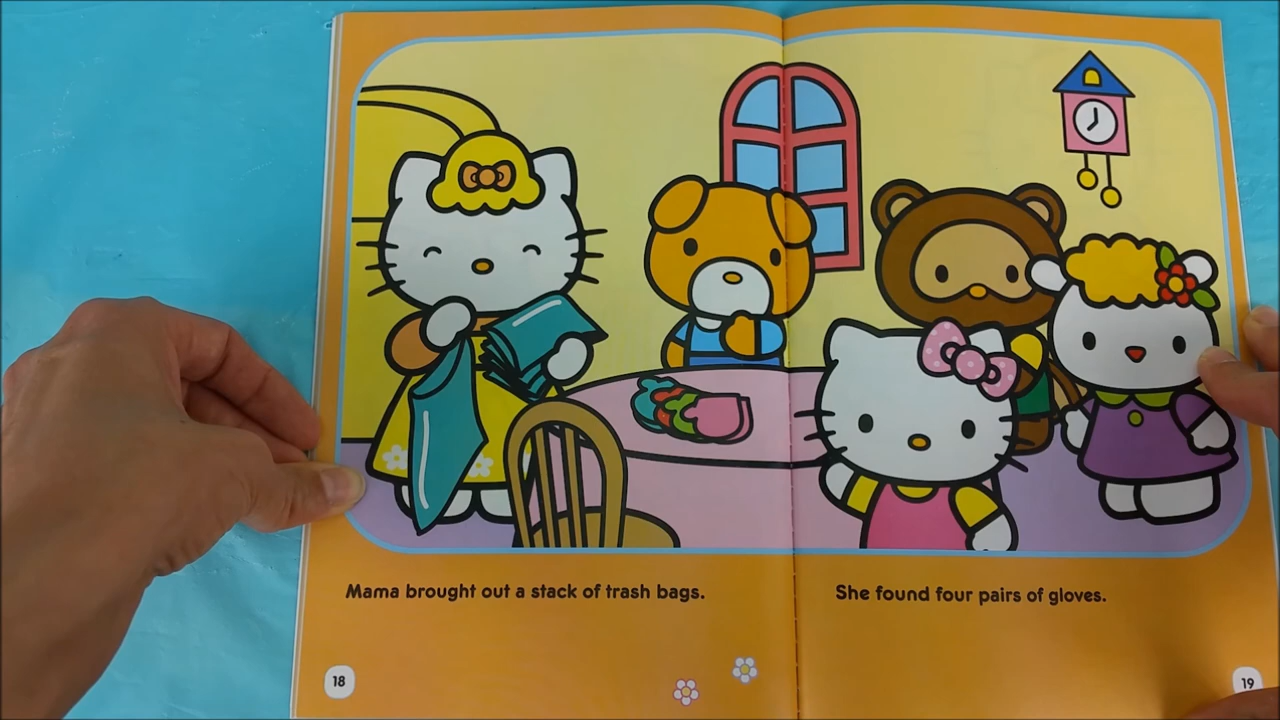 Mama brought out a stack of trash bags.
She found four pairs of gloves.
18
19